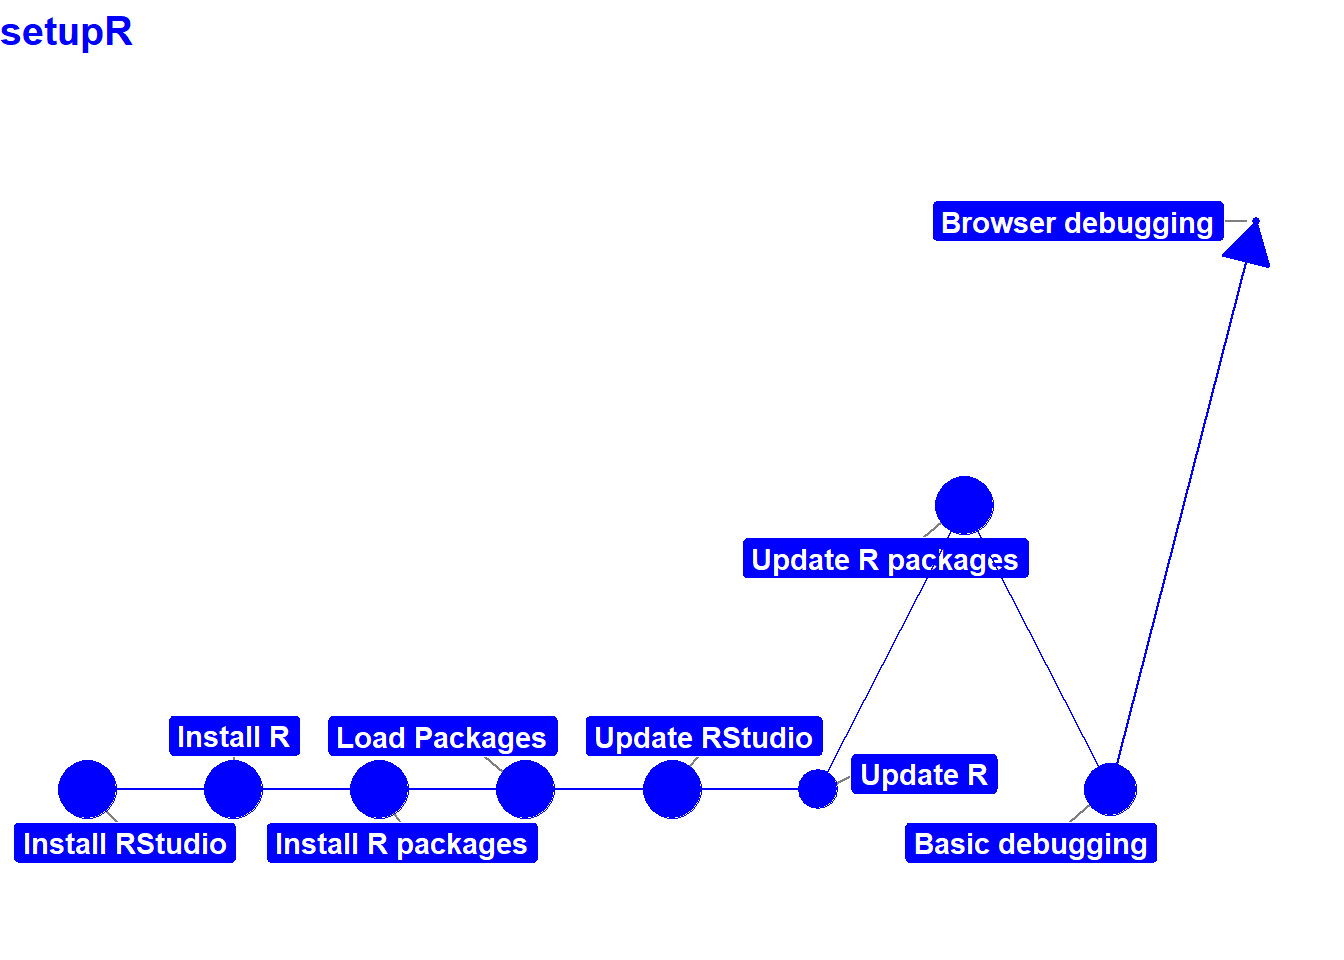 setupR
Browser debugging
Update R packages
Install R
Load Packages
Update RStudio
Update R
Install RStudio
Install R packages
Basic debugging